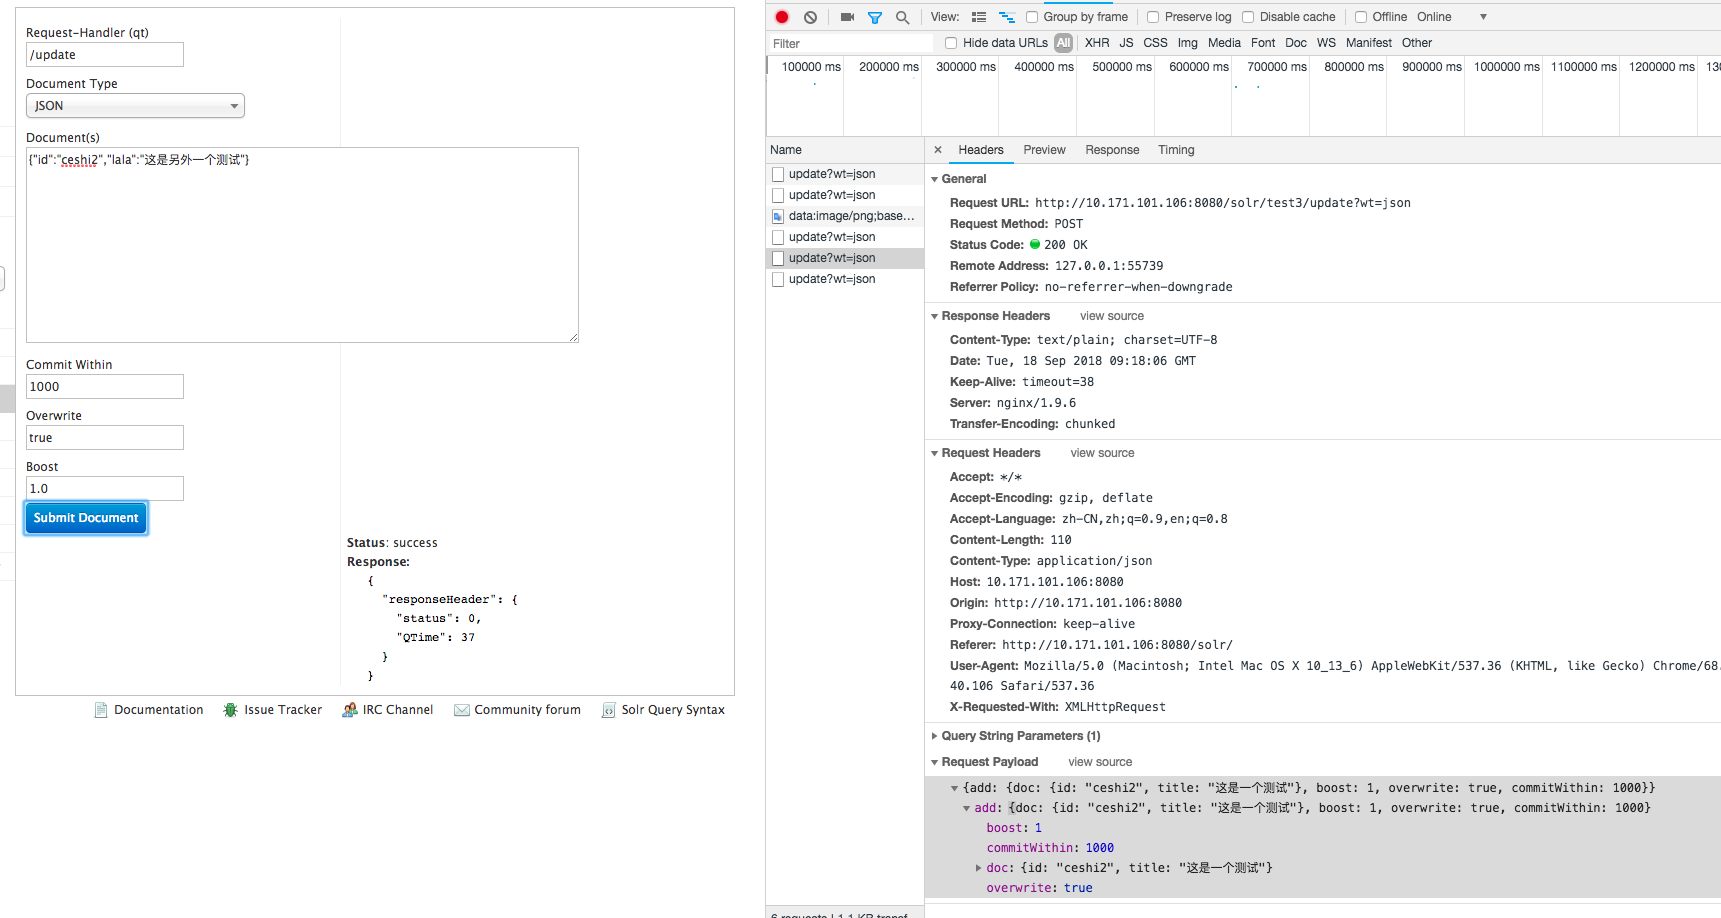 Request-Handler (qt)
/update
Document Type
JSON
Document(s)
{"id":"ceshi2","lala":"这是另外一个测试"}
Commit Within
1000
Overwrite
true
Boost
1.0
Submit Document
Status: success
Response:
{
"responseHeader": {
"status": 0,
"QTime": 37
}
}
Documentation
Issue Tracker
IRC Channel
Community forum
Solr Query Syntax
View:
Group by frame
Preserve log
Disable cache
Offline
Online
Filter
Hide data URLs
All
XHR JS CSS Img Media Font Doc WS Manifest Other
100000 ms 200000 ms 300000 ms 400000 ms 500000 ms 600000 ms 700000 ms 800000 ms 900000 ms 1000000 ms 1100000 ms 1200000 ms
Name
update?wt=json
update?wt=json
data:image/png;base...
update?wt=json
update?wt=json
update?wt=json
Headers Preview Response Timing
General
Request URL: http://10.171.101.106:8080/solr/test3/update?wt=json
Request Method: POST
Status Code: 200 OK
Remote Address: 127.0.0.1:55739
Referrer Policy: no-referrer-when-downgrade
Response Headers view source
Content-Type: text/plain; charset=UTF-8
Date: Tue, 18 Sep 2018 09:18:06 GMT
Keep-Alive: timeout=38
Server: nginx/1.9.6
Transfer-Encoding: chunked
Request Headers view source
Accept: */*
Accept-Encoding: gzip, deflate
Accept-Language: zh-CN,zh;q=0.9,en;q=0.8
Content-Length: 110
Content-Type: application/json
Host: 10.171.101.106:8080
Origin: http://10.171.101.106:8080
Proxy-Connection: keep-alive
Referer: http://10.171.101.106:8080/solr/
User-Agent: Mozilla/5.0 (Macintosh; Intel Mac OS X 10_13_6) AppleWebKit/537.36 (KHTML, like Gecko) Chrome/68.
40.106 Safari/537.36
X-Requested-With: XMLHttpRequest
Query String Parameters (1)
Request Payload view source
{add: {doc: {id: "ceshi2", title: "这是一个测试"}, boost: 1, overwrite: true, commitWithin: 1000}}
add: {doc: {id: "ceshi2", title: "这是一个测试"}, boost: 1, overwrite: true, commitWithin: 1000}
boost: 1
commitWithin: 1000
doc: {id: "ceshi2", title: "这是一个测试"}
overwrite: true